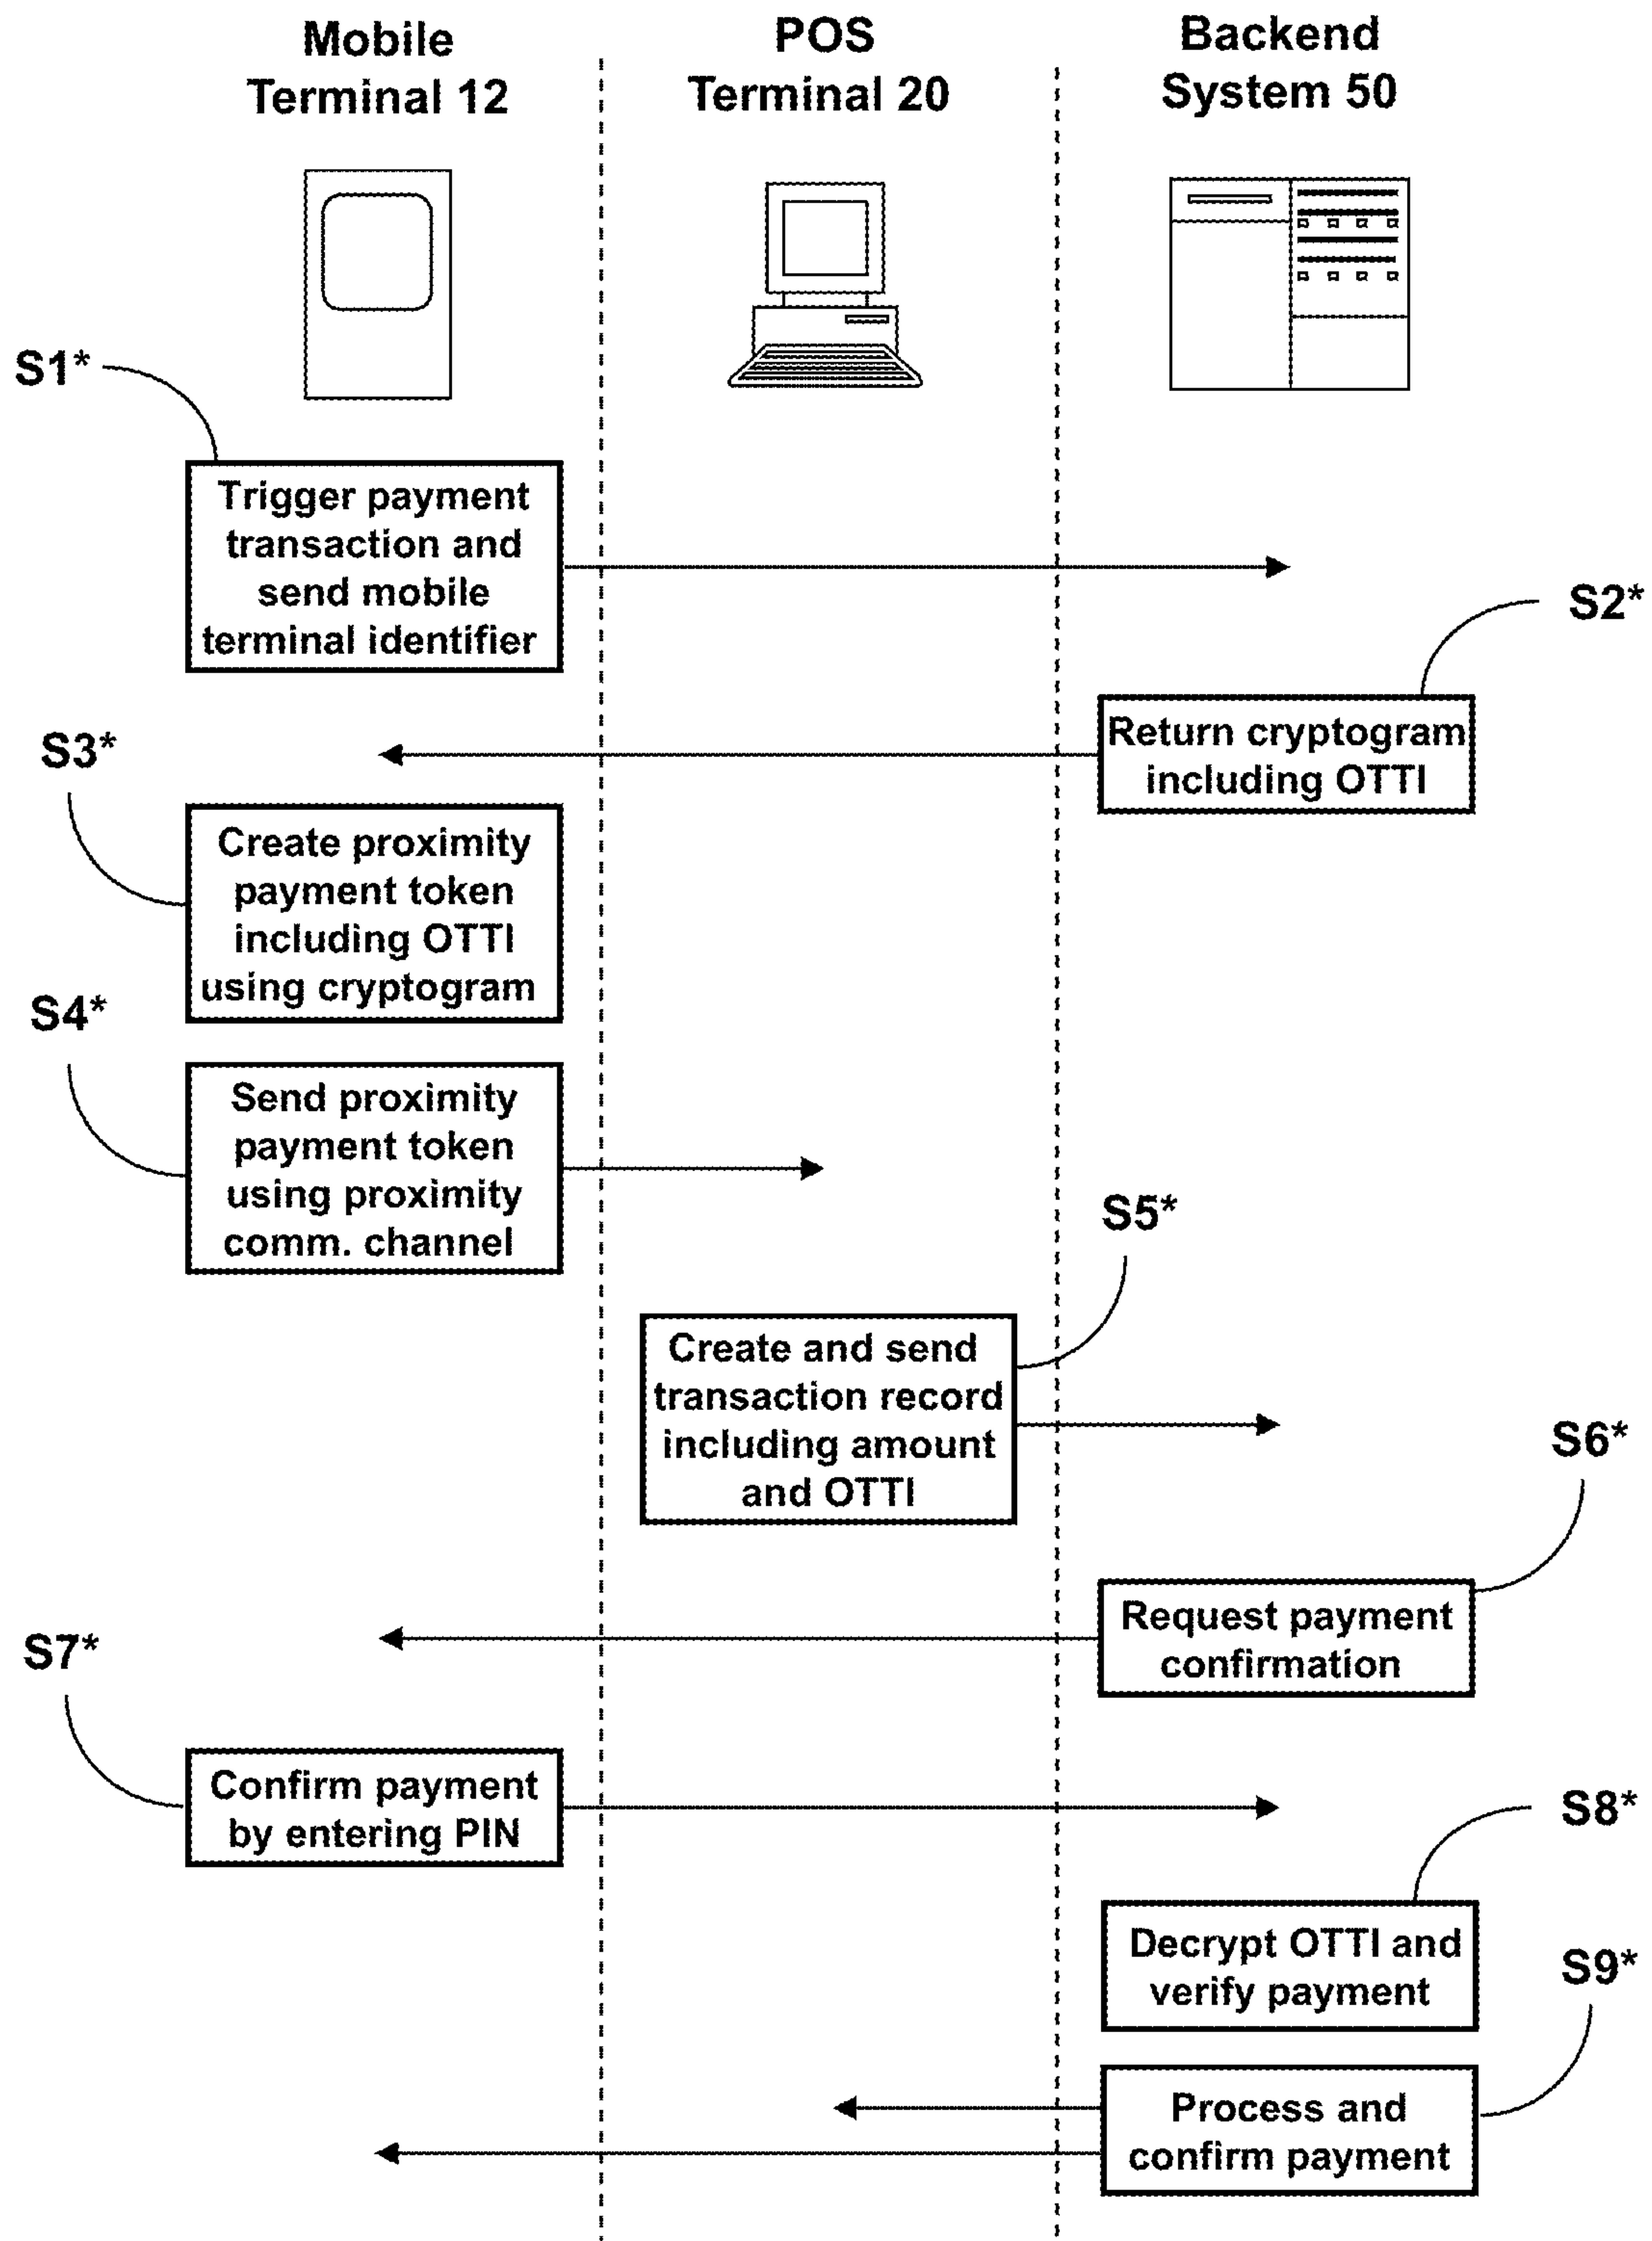 Mobile
Terminal 12
POS
Terminal 20
Backend
System 50
S1*
Trigger payment
transaction and
send mobile
terminal identifier
S2*
Return cryptogram
including OTTI
S3*
Create proximity
payment token
including OTTI
using cryptogram
S4*
Send proximity
payment token
using proximity
comm. channel
S5*
Create and send
transaction record
including amount
and OTTI
S6*
Request payment
confirmation
S7*
Confirm payment
by entering PIN
S8*
Decrypt OTTI and
verify payment
S9*
Process and
confirm payment